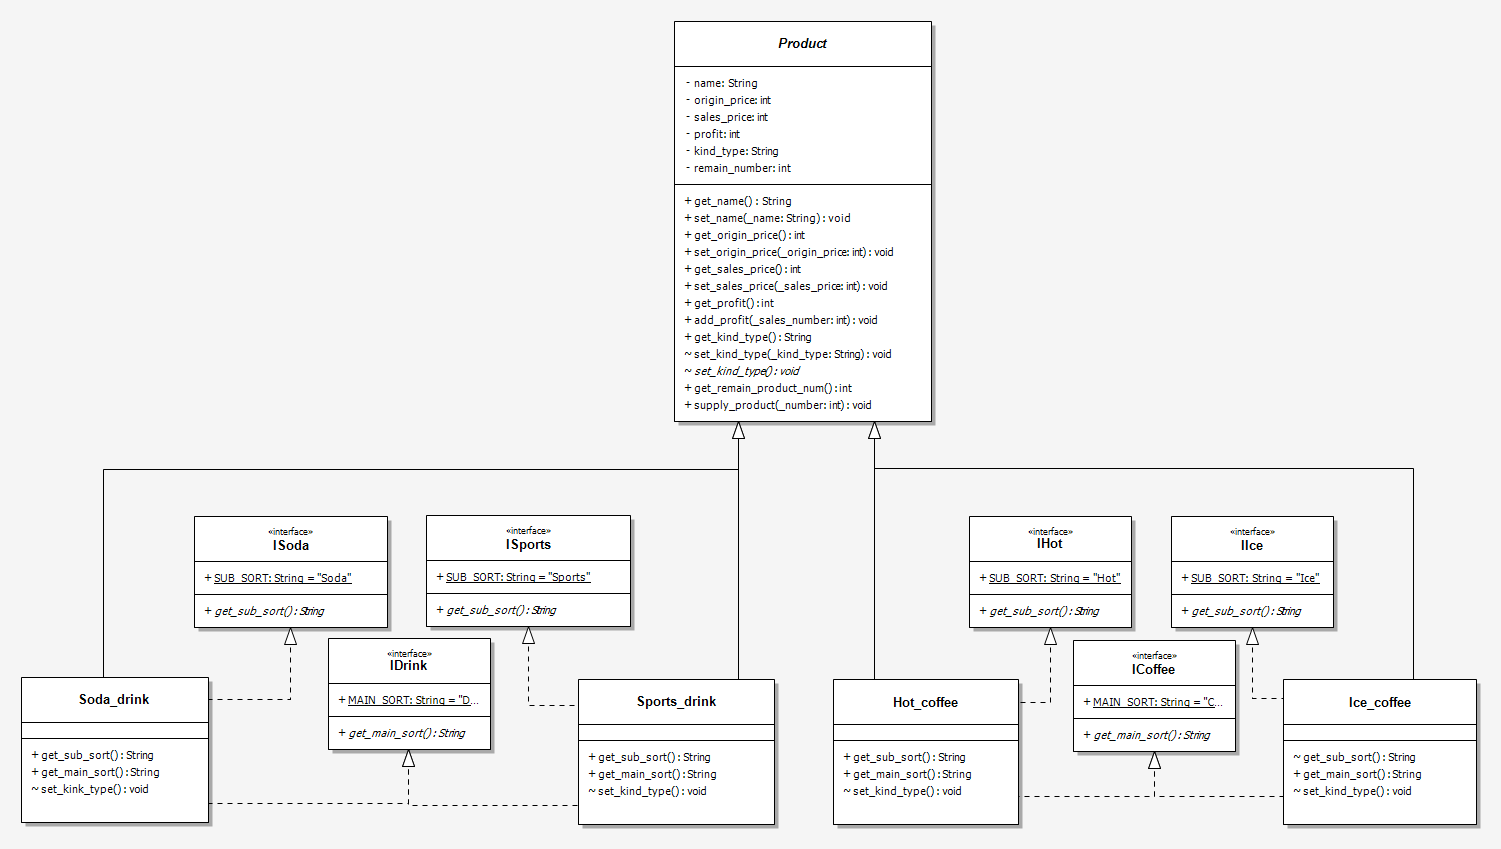 Product
- name: String
- origin_price: int
- sales_price: int
- profit: int
- kind_type: String
- remain_number: int
+ get_name() : String
+ set_name(_name: String) : void
+ get_origin_price() : int
+ set_origin_price(_origin_price: int) : void
+ get_sales_price() : int
+ set_sales_price(_sales_price: int) : void
+ get_profit() : int
+ add_profit(_sales_number: int) : void
+ get_kind_type() : String
~ set_kind_type(_kind_type: String) : void
~ set_kind_type() : void
+ get_remain_product_num() : int
+ supply_product(_number: int) : void
«interface»
ISoda
+ SUB_SORT: String = "Soda"
+ get_sub_sort() : String
«interface»
ISports
+ SUB_SORT: String = "Sports"
+ get_sub_sort() : String
«interface»
IHot
+ SUB_SORT: String = "Hot"
+ get_sub_sort() : String
«interface»
IIce
+ SUB_SORT: String = "Ice"
+ get_sub_sort() : String
«interface»
IDrink
+ MAIN_SORT: String = "D...
+ get_main_sort() : String
«interface»
ICoffee
+ MAIN_SORT: String = "C...
+ get_main_sort() : String
Soda_drink
+ get_sub_sort() : String
+ get_main_sort() : String
~ set_kink_type() : void
Sports_drink
+ get_sub_sort() : String
+ get_main_sort() : String
~ set_kind_type() : void
Hot_coffee
+ get_sub_sort() : String
+ get_main_sort() : String
~ set_kind_type() : void
Ice_coffee
~ get_sub_sort() : String
+ get_main_sort() : String
~ set_kind_type() : void